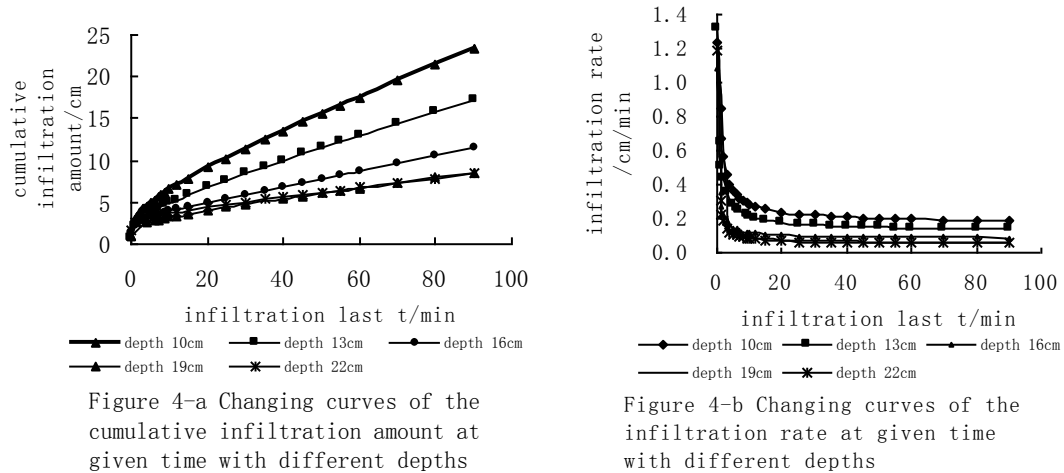 cumulative
infiltration
amount/cm
25
20
15
10
5
0
0 20 40 60 80 100
infiltration last t/min
depth 10cm depth 13cm depth 16cm
depth 19cm depth 22cm
Figure 4-a Changing curves of the
cumulative infiltration amount at
given time with different depths
infiltration rate
/cm/min
1.4
1.2
1.0
0.8
0.6
0.4
0.2
0.0
0 20 40 60 80 100
infiltration last t/min
depth 10cm depth 13cm depth 16cm
depth 19cm depth 22cm
Figure 4-b Changing curves of the
infiltration rate at given time
with different depths